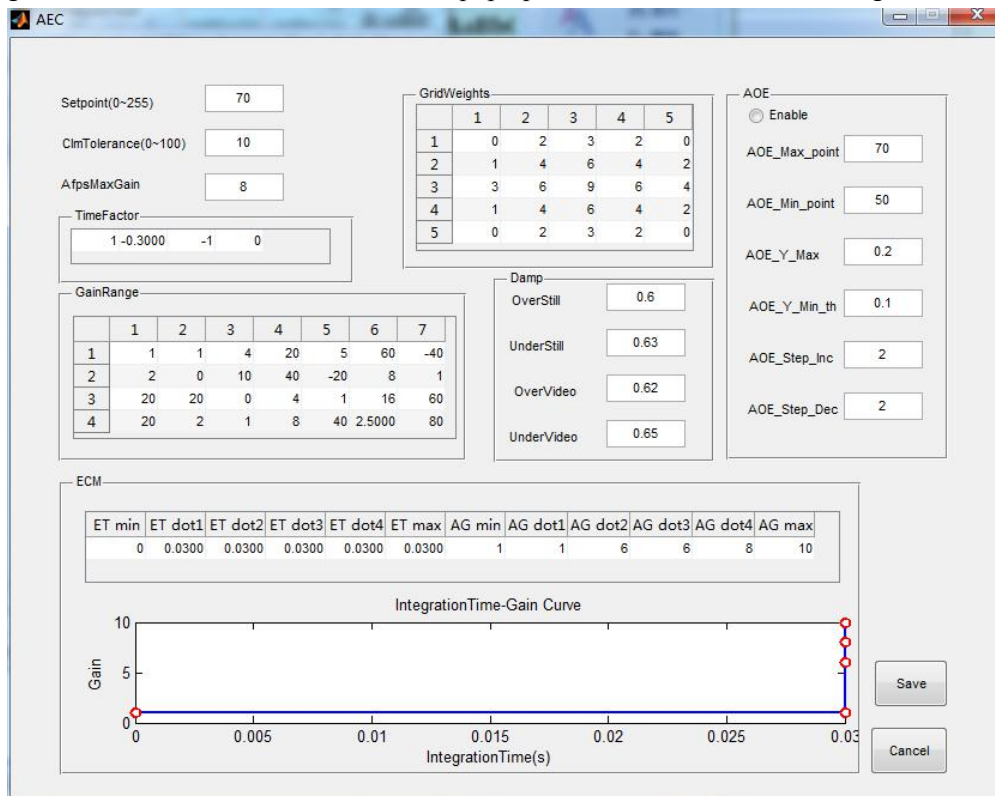 AEC
Setpoint(0~255) 70
ClmTolerance(0~100) 10
AfpsMaxGain 8
TimeFactor
1 -0.3000 -1 0
GridWeights
1 2 3 4 5
1 0 2 3 2 0
2 1 4 6 4 2
3 3 6 9 6 4
4 1 4 6 4 2
5 0 2 3 2 0
AOE
Enable
AOE_Max_point 70
AOE_Min_point 50
AOE_Y_Max 0.2
AOE_Y_Min_th 0.1
AOE_Step_Inc 2
AOE_Step_Dec 2
GainRange
1 2 3 4 5 6 7
1 1 1 4 20 5 60 -40
2 2 0 10 40 -20 8 1
3 20 20 0 4 1 16 60
4 20 2 1 8 40 2.5000 80
Damp
OverStill 0.6
UnderStill 0.63
OverVideo 0.62
UnderVideo 0.65
ECM
ET min ET dot1 ET dot2 ET dot3 ET dot4 ET max AG min AG dot1 AG dot2 AG dot3 AG dot4 AG max
0 0.0300 0.0300 0.0300 0.0300 0.0300 1 1 6 6 8 10
IntegrationTime-Gain Curve
10
5
0
Gain
0 0.005 0.01 0.015 0.02 0.025 0.03
IntegrationTime(s)
Save
Cancel